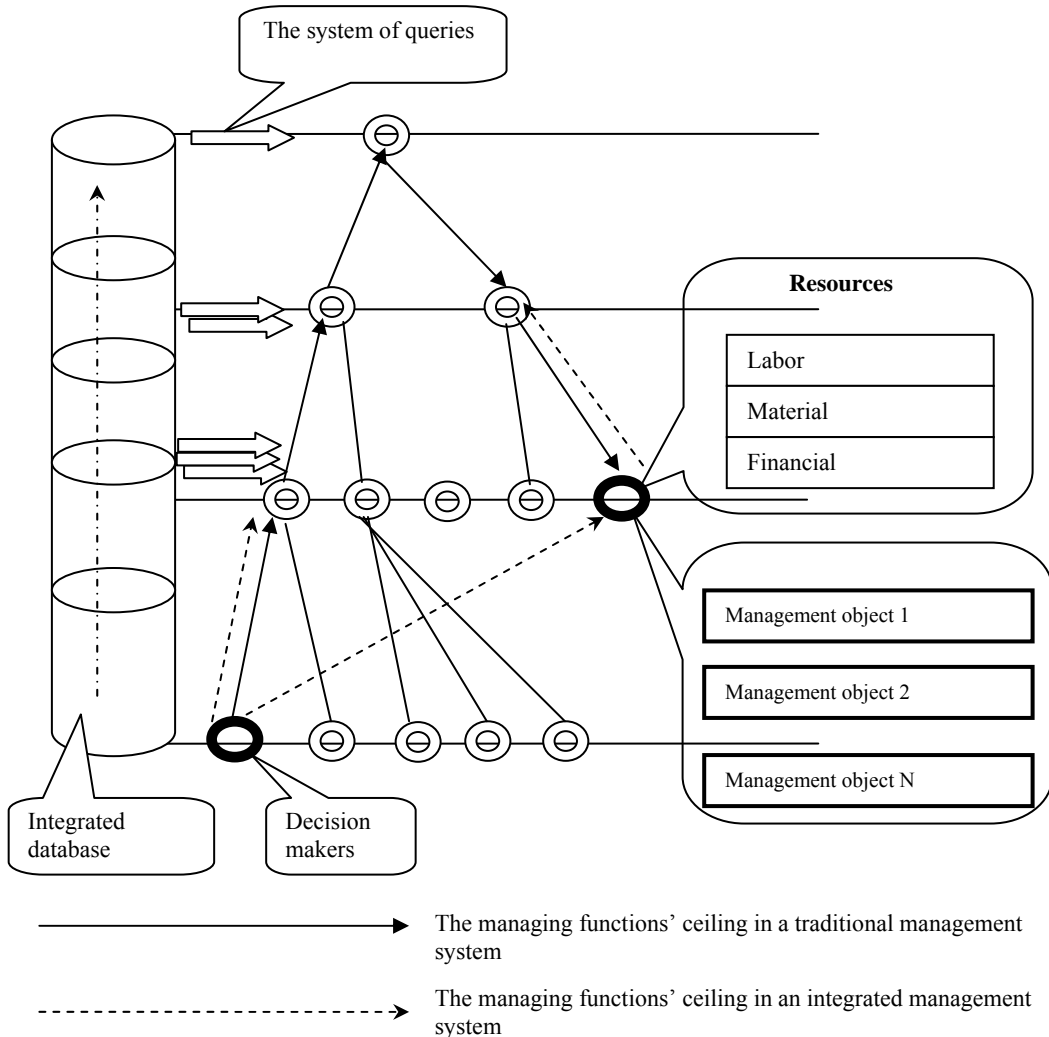 The system of queries
Resources
Labor
Material
Financial
Management object 1
Management object 2
Management object N
Integrated
database
Decision
makers
The managing functions’ ceiling in a traditional management
system
The managing functions’ ceiling in an integrated management
system